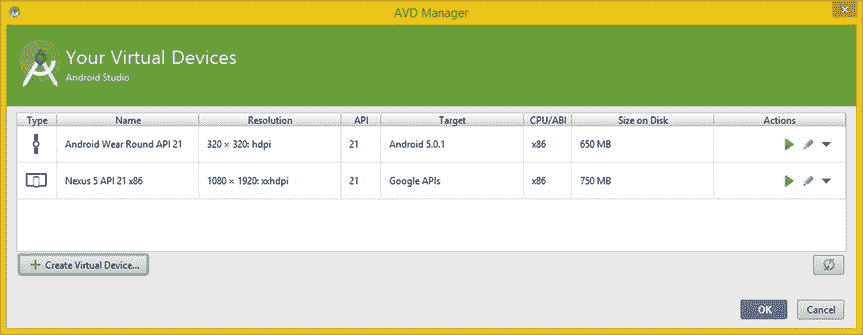 AVD Manager
Your Virtual Devices
Android Studio
Type Name Resolution API Target CPU/ABI Size on Disk Actions
Android Wear Round API 21 320 × 320: hdpi 21 Android 5.0.1 x86 650 MB
Nexus 5 API 21 x86 1080 × 1920: xxhdpi 21 Google APIs x86 750 MB
+ Create Virtual Device...
OK Cancel